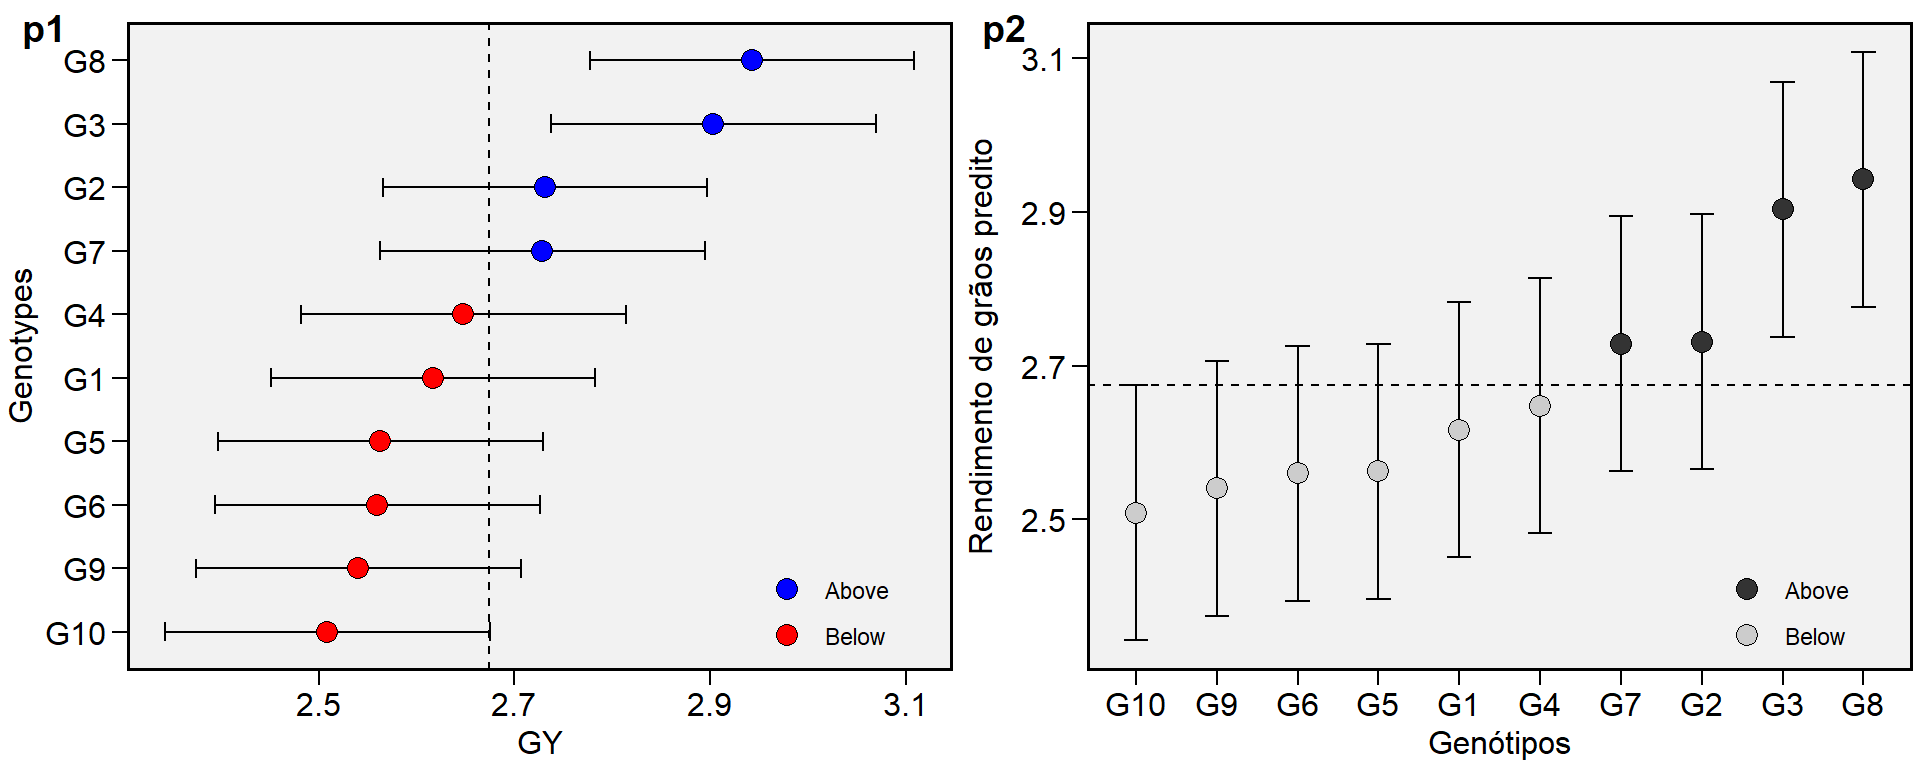 p1
G8
G3
G2
G7
G4
G1
G5
G6
G9
G10
Genotypes
2.5 2.7 2.9 3.1
GY
Above
Below
p2
3.1
2.9
2.7
2.5
Rendimento de grãos predito
G10 G9 G6 G5 G1 G4 G7 G2 G3 G8
Genótipos
Above
Below